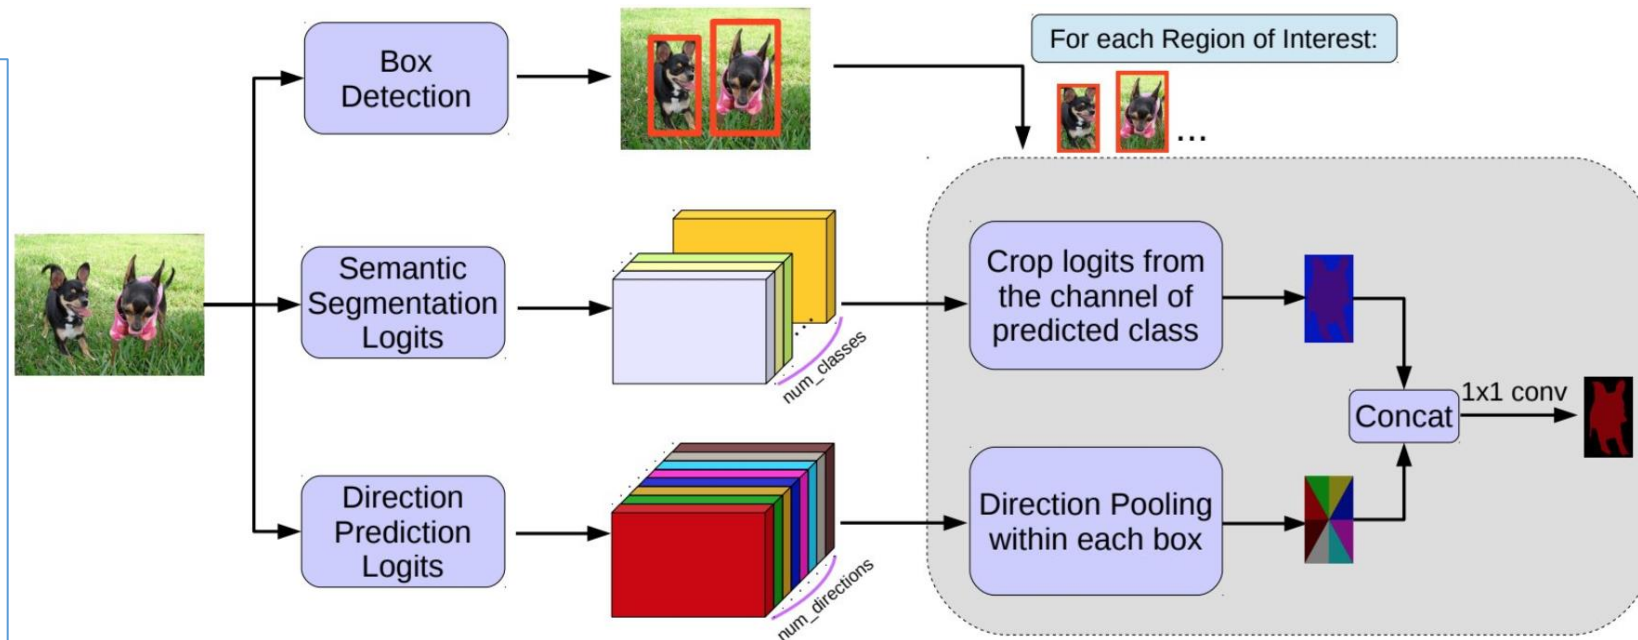 Box
Detection
For each Region of Interest:
...
Semantic
Segmentation
Logits
num_classes
Crop logits from
the channel of
predicted class
1x1 conv
Concat
Direction
Prediction
Logits
num_directions
Direction Pooling
within each box